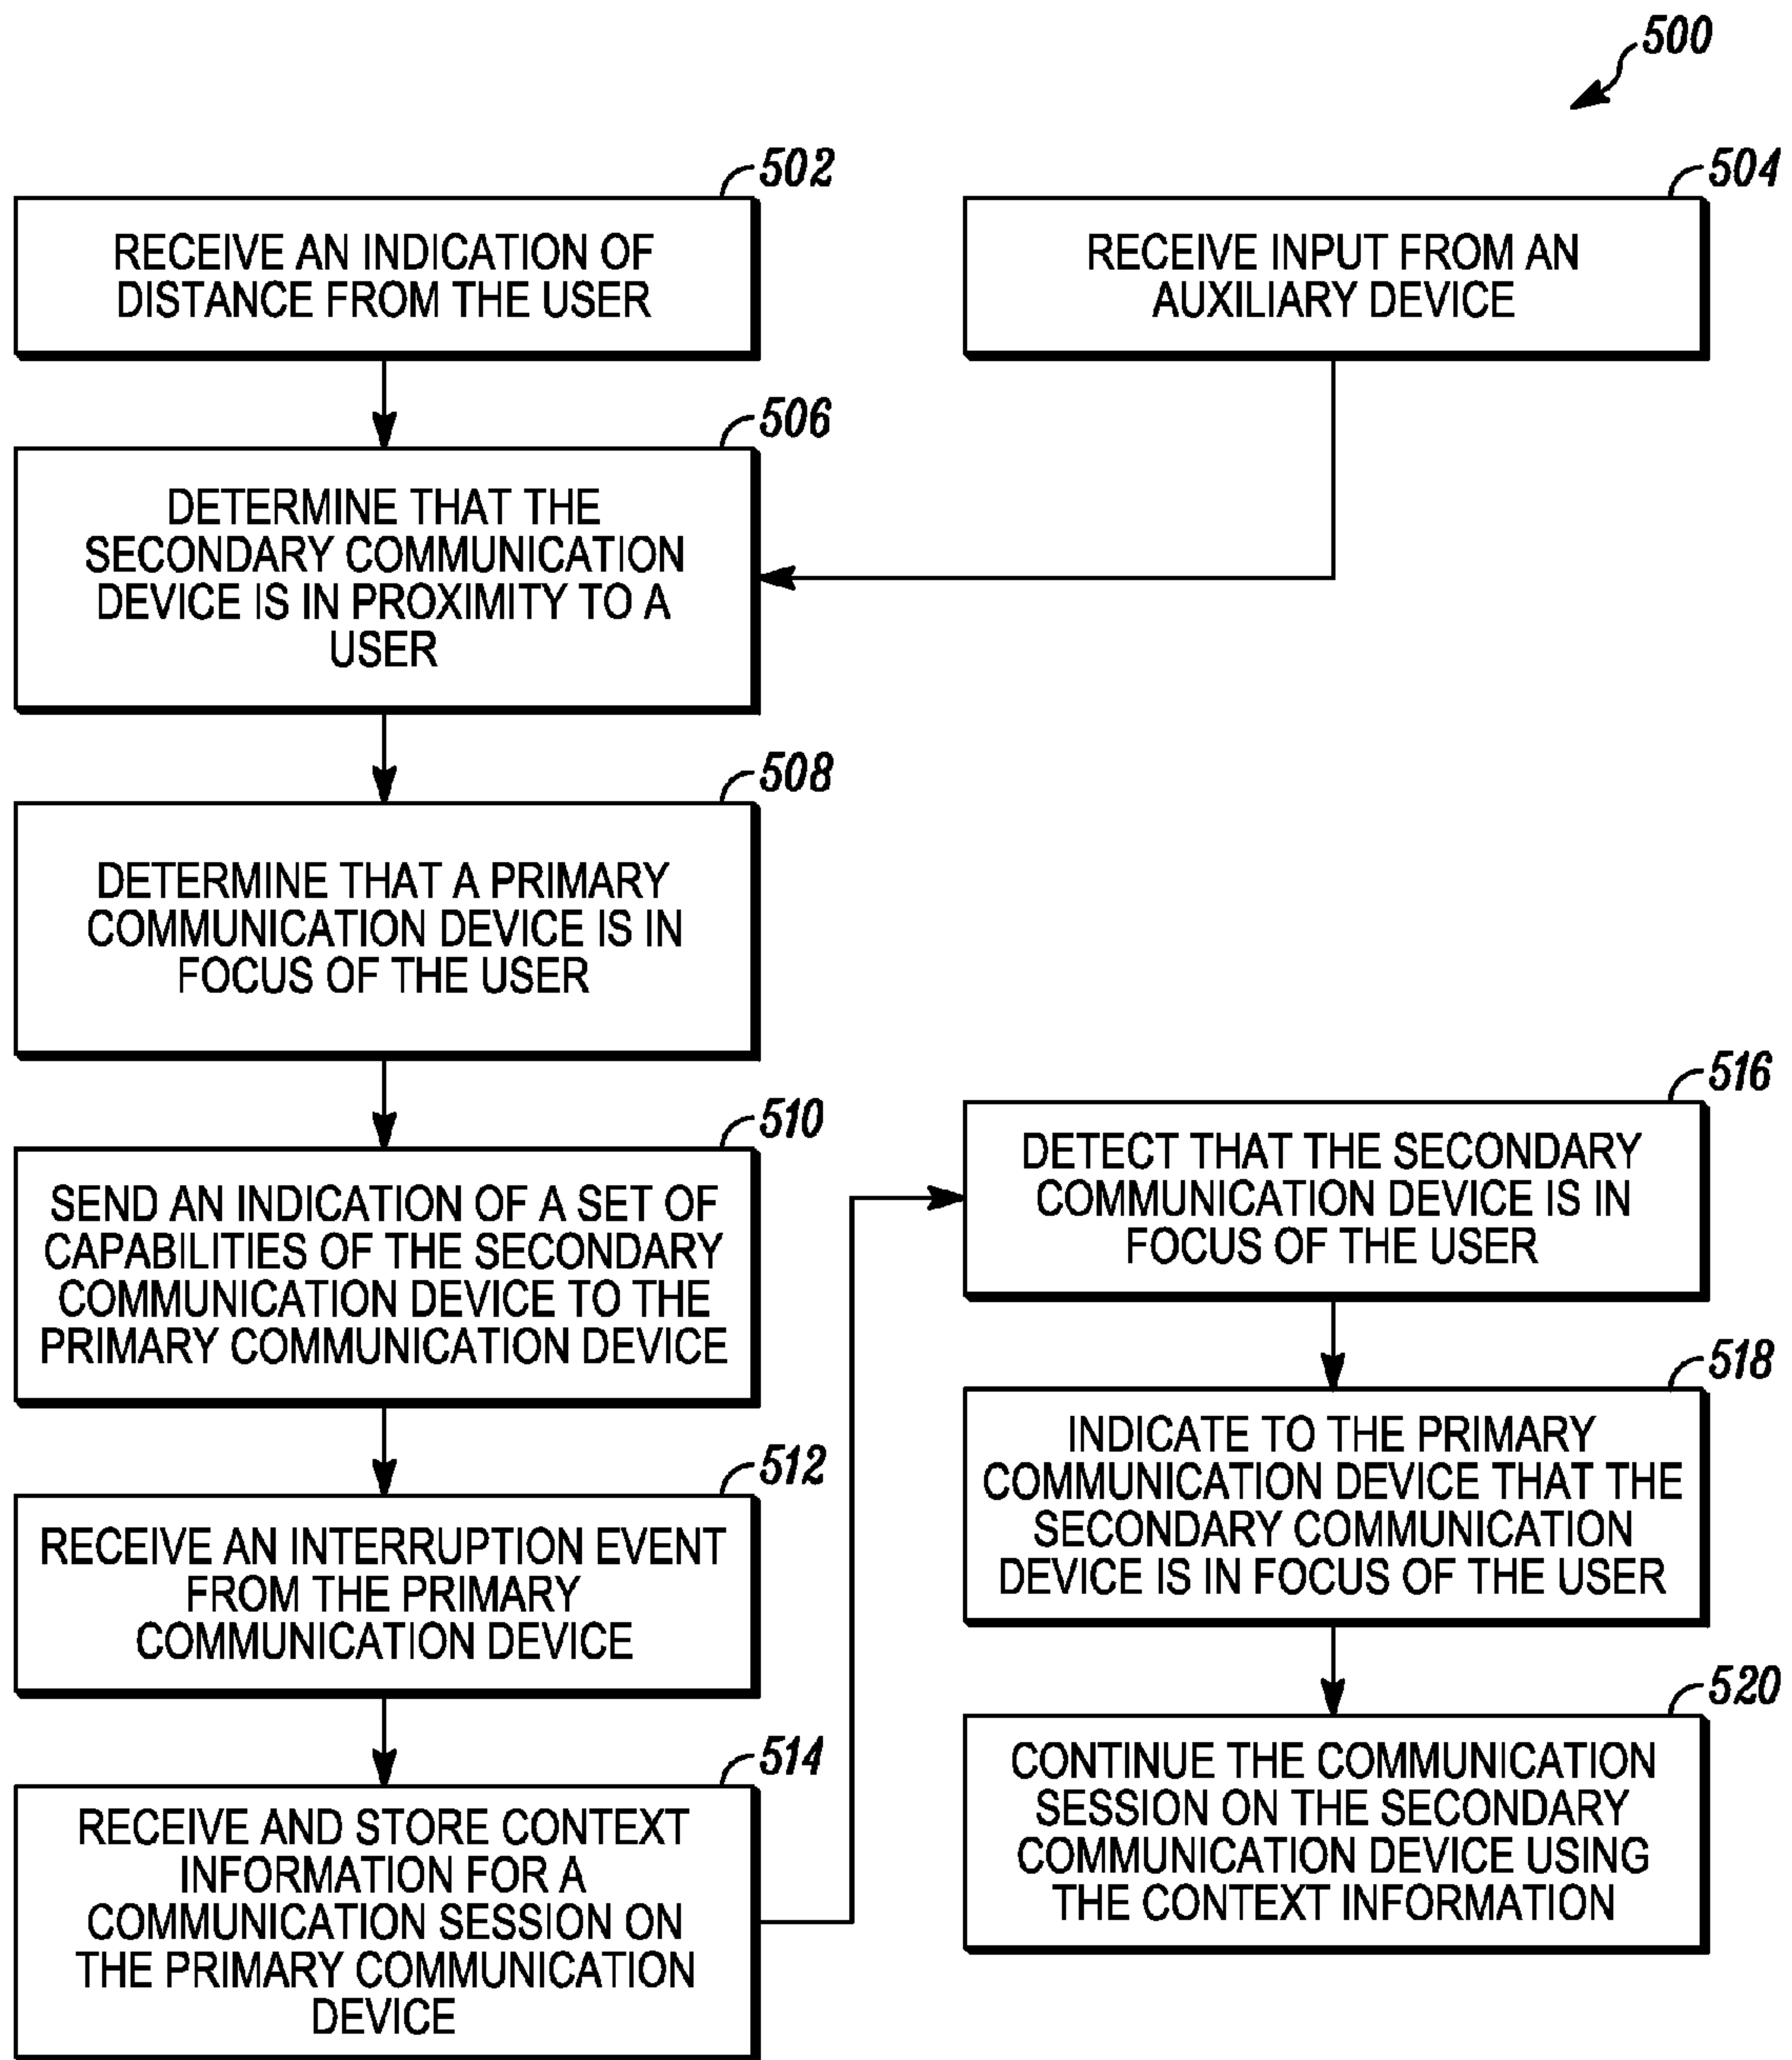 500
502
RECEIVE AN INDICATION OF
DISTANCE FROM THE USER
504
RECEIVE INPUT FROM AN
AUXILIARY DEVICE
506
DETERMINE THAT THE
SECONDARY COMMUNICATION
DEVICE IS IN PROXIMITY TO A
USER
508
DETERMINE THAT A PRIMARY
COMMUNICATION DEVICE IS IN
FOCUS OF THE USER
510
SEND AN INDICATION OF A SET OF
CAPABILITIES OF THE SECONDARY
COMMUNICATION DEVICE TO THE
PRIMARY COMMUNICATION DEVICE
512
RECEIVE AN INTERRUPTION EVENT
FROM THE PRIMARY
COMMUNICATION DEVICE
514
RECEIVE AND STORE CONTEXT
INFORMATION FOR A
COMMUNICATION SESSION ON
THE PRIMARY COMMUNICATION
DEVICE
516
DETECT THAT THE SECONDARY
COMMUNICATION DEVICE IS IN
FOCUS OF THE USER
518
INDICATE TO THE PRIMARY
COMMUNICATION DEVICE THAT THE
SECONDARY COMMUNICATION
DEVICE IS IN FOCUS OF THE USER
520
CONTINUE THE COMMUNICATION
SESSION ON THE SECONDARY
COMMUNICATION DEVICE USING
THE CONTEXT INFORMATION